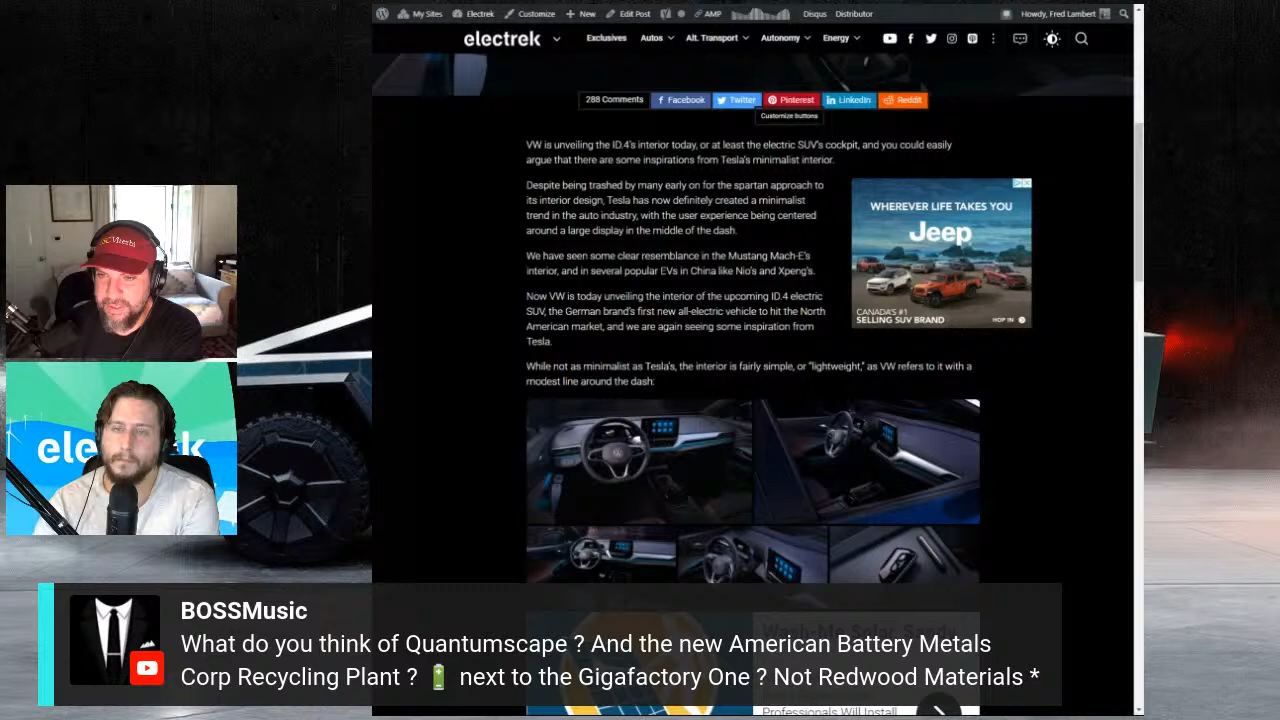 My Sites Electrek Customize New Edit Post AMP Disqus Distributor Howdy, Fred Lambert
electrek Exclusives Autos Alt. Transport Autonomy Energy
288 Comments Facebook Twitter Pinterest LinkedIn Reddit
Customize buttons
VW is unveiling the ID.4's interior today, or at least the electric SUV's cockpit, and you could easily
argue that there are some inspirations from Tesla's minimalist interior.
Despite being trashed by many early on for the spartan approach to
its interior design, Tesla has now definitely created a minimalist
trend in the auto industry, with the user experience being centered
around a large display in the middle of the dash.
We have seen some clear resemblance in the Mustang Mach-E's
interior, and in several popular EVs in China like Nio's and Xpeng's.
Now VW is today unveiling the interior of the upcoming ID.4 electric
SUV, the German brand's first new all-electric vehicle to hit the North
American market, and we are again seeing some inspiration from
Tesla.
WHEREVER LIFE TAKES YOU
Jeep
CANADA'S #1
SELLING SUV BRAND
HOP IN
While not as minimalist as Tesla's, the interior is fairly simple, or "lightweight," as VW refers to it with a
modest line around the dash:
ele k
BOSSMusic
What do you think of Quantumscape ? And the new American Battery Metals
Corp Recycling Plant ? 🔋 next to the Gigafactory One ? Not Redwood Materials *
Professionals Will Install